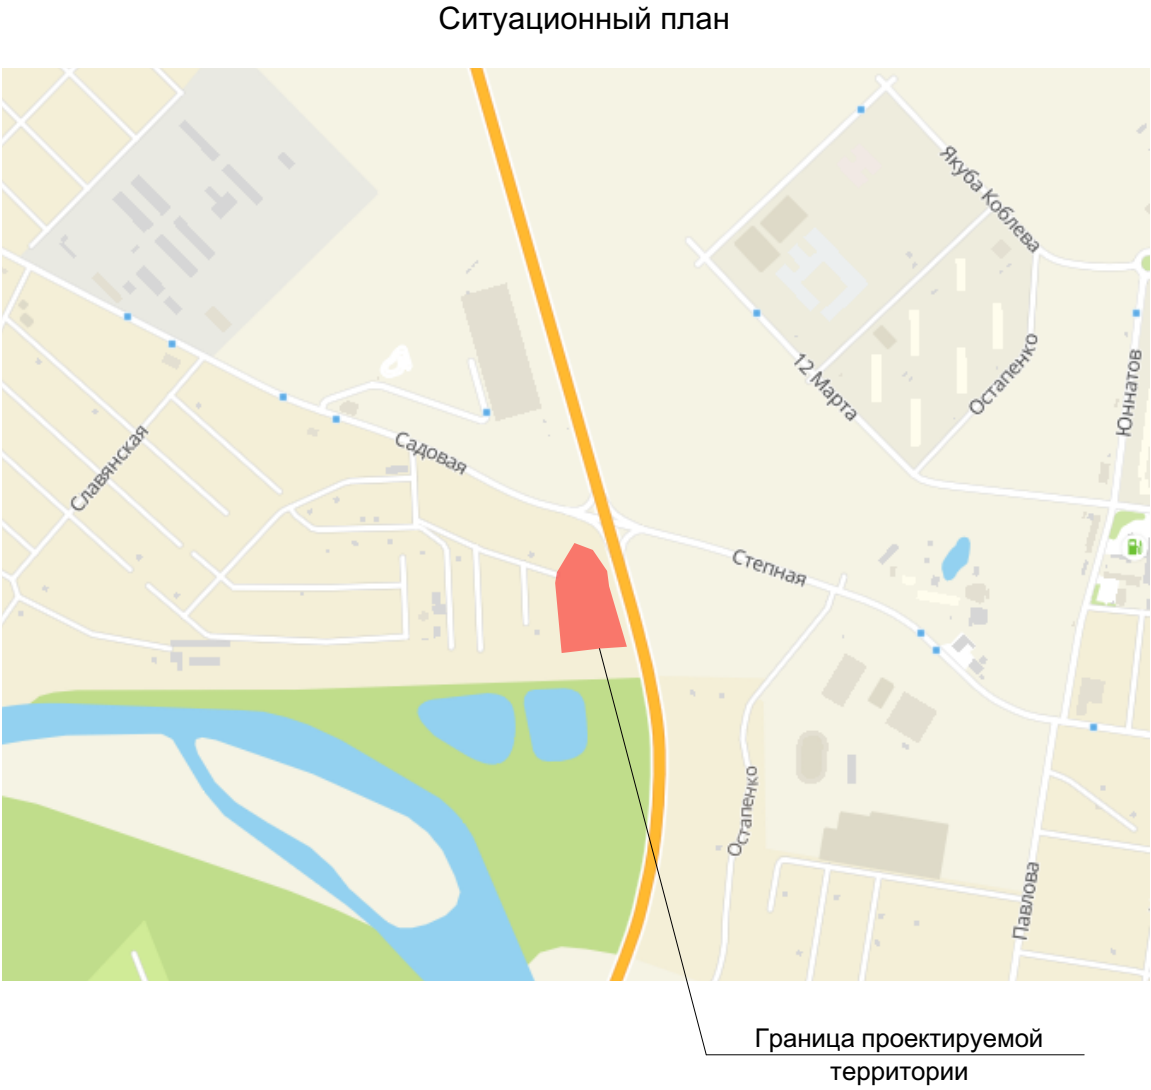 Ситуационный план
Якуба Коблева
12 Марта
Остапенко
Юннатов
Славянская
Садовая
Степная
Остапенко
Павлова
Граница проектируемой
территории